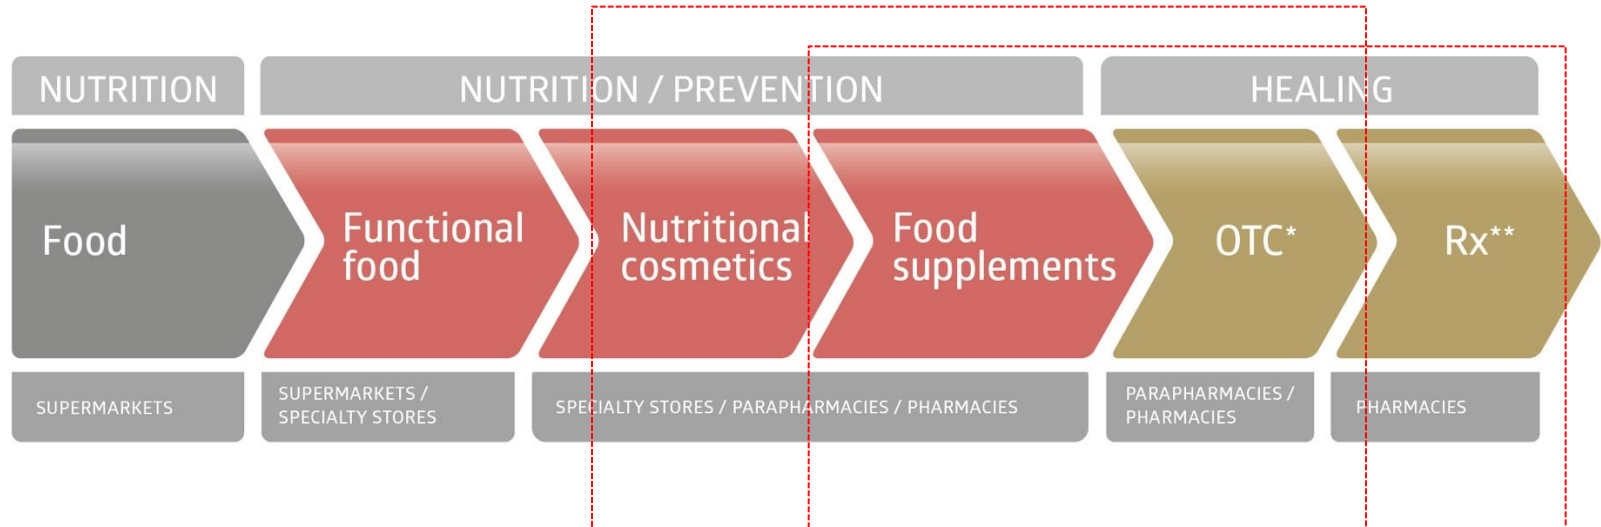 NUTRITION
NUTRITION / PREVENTION
HEALING
Food
Functional
food
Nutritional
cosmetics
Food
supplements
OTC*
Rx**
SUPERMARKETS
SUPERMARKETS /
SPECIALTY STORES
SPECIALTY STORES / PARAPHARMACIES / PHARMACIES
PARAPHARMACIES /
PHARMACIES
PHARMACIES